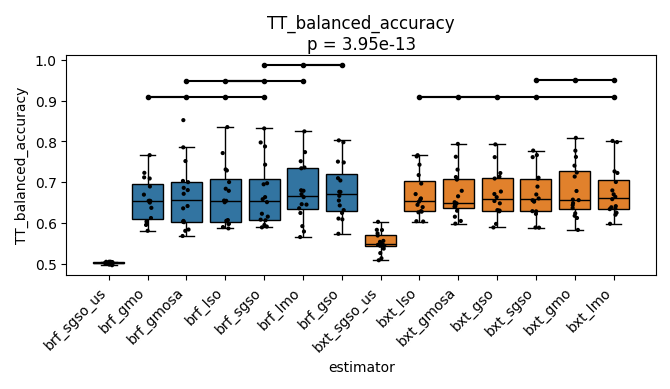 TT_balanced_accuracy
p = 3.95e-13
TT_balanced_accuracy
1.0
0.9
0.8
0.7
0.6
0.5
brf_sgso_us
brf_gmo
brf_gmosa
brf_lso
brf_sgso
brf_lmo
brf_gso
bxt_sgso_us
bxt_lso
bxt_gmosa
bxt_gso
bxt_sgso
bxt_gmo
bxt_lmo
estimator